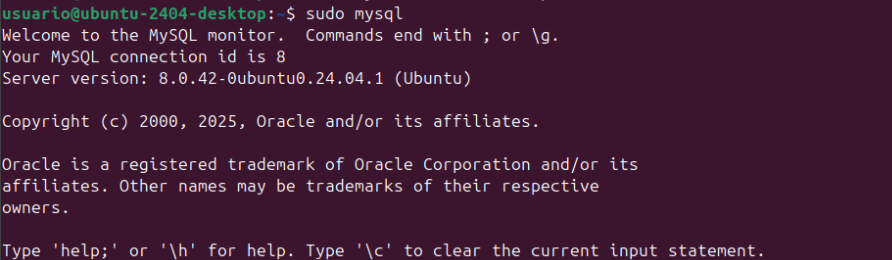 usuario@ubuntu-2404-desktop:~$ sudo mysql
Welcome to the MySQL monitor.  Commands end with ; or \g.
Your MySQL connection id is 8
Server version: 8.0.42-0ubuntu0.24.04.1 (Ubuntu)
Copyright (c) 2000, 2025, Oracle and/or its affiliates.
Oracle is a registered trademark of Oracle Corporation and/or its
affiliates. Other names may be trademarks of their respective
owners.
Type 'help;' or '\h' for help. Type '\c' to clear the current input statement.